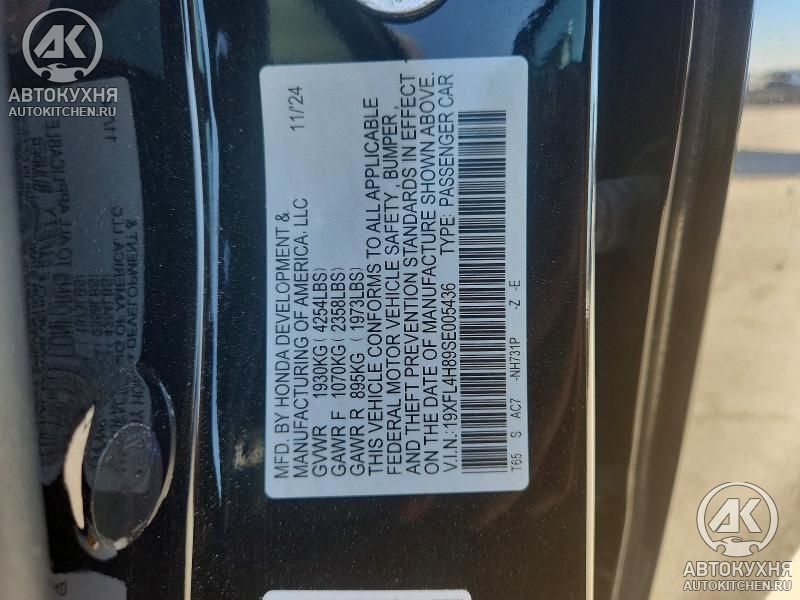 MFD. BY HONDA DEVELOPMENT &
MANUFACTURING OF AMERICA, LLC 11/'24
GVWR 1930KG (4254LBS)
GAWR F 1070KG (2358LBS)
GAWR R 895KG (1973LBS)
THIS VEHICLE CONFORMS TO ALL APPLICABLE
FEDERAL MOTOR VEHICLE SAFETY, BUMPER,
AND THEFT PREVENTION STANDARDS IN EFFECT
ON THE DATE OF MANUFACTURE SHOWN ABOVE.
V.I.N.: 19XFL4H89SE005436 TYPE: PASSENGER CAR
T65 S AC7 -NH731P -Z -E
АК
АВТОКУХНЯ
AUTOKITCHEN.RU
АК
АВТОКУХНЯ
AUTOKITCHEN.RU